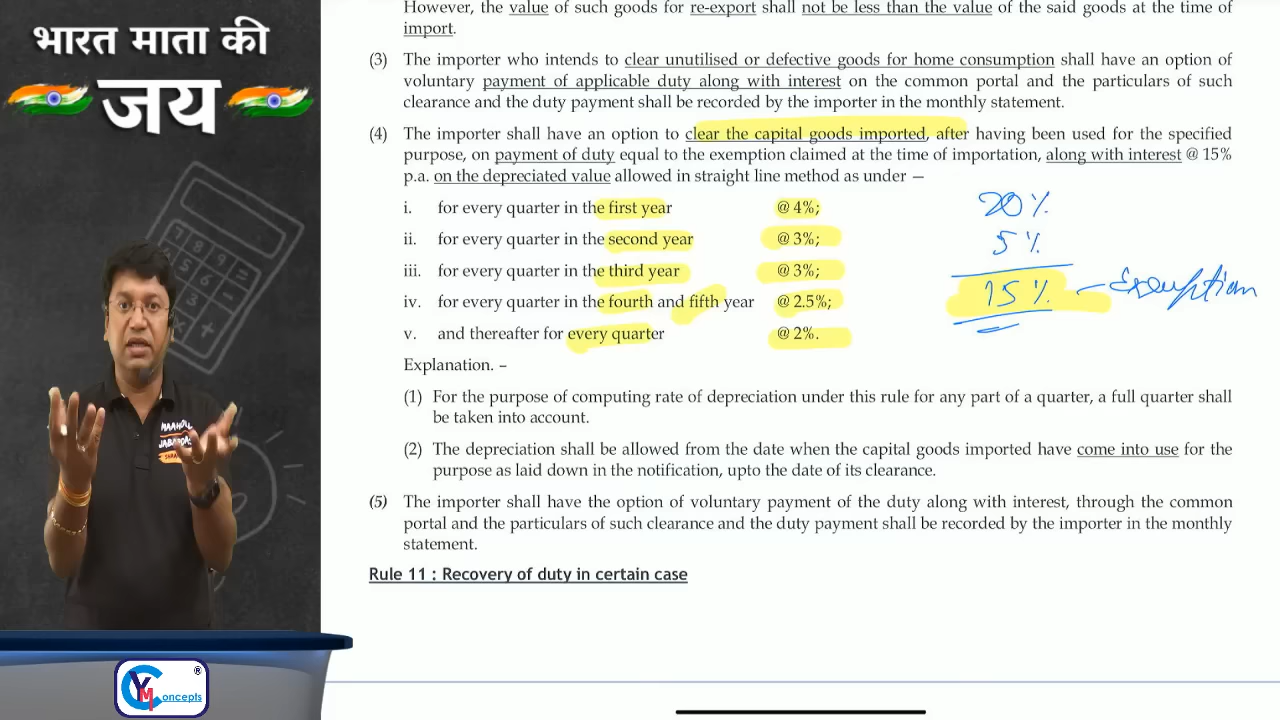 भारत माता की
जय
However, the value of such goods for re-export shall not be less than the value of the said goods at the time of
import.
(3) The importer who intends to clear unutilised or defective goods for home consumption shall have an option of
voluntary payment of applicable duty along with interest on the common portal and the particulars of such
clearance and the duty payment shall be recorded by the importer in the monthly statement.
(4) The importer shall have an option to clear the capital goods imported, after having been used for the specified
purpose, on payment of duty equal to the exemption claimed at the time of importation, along with interest @ 15%
p.a. on the depreciated value allowed in straight line method as under —
i. for every quarter in the first year @ 4%;
ii. for every quarter in the second year @ 3%;
iii. for every quarter in the third year @ 3%;
iv. for every quarter in the fourth and fifth year @ 2.5%;
v. and thereafter for every quarter @ 2%.
20%
5%
15% - Exemption
Explanation. –
(1) For the purpose of computing rate of depreciation under this rule for any part of a quarter, a full quarter shall
be taken into account.
(2) The depreciation shall be allowed from the date when the capital goods imported have come into use for the
purpose as laid down in the notification, upto the date of its clearance.
(5) The importer shall have the option of voluntary payment of the duty along with interest, through the common
portal and the particulars of such clearance and the duty payment shall be recorded by the importer in the monthly
statement.
Rule 11 : Recovery of duty in certain case
YM Concepts ®